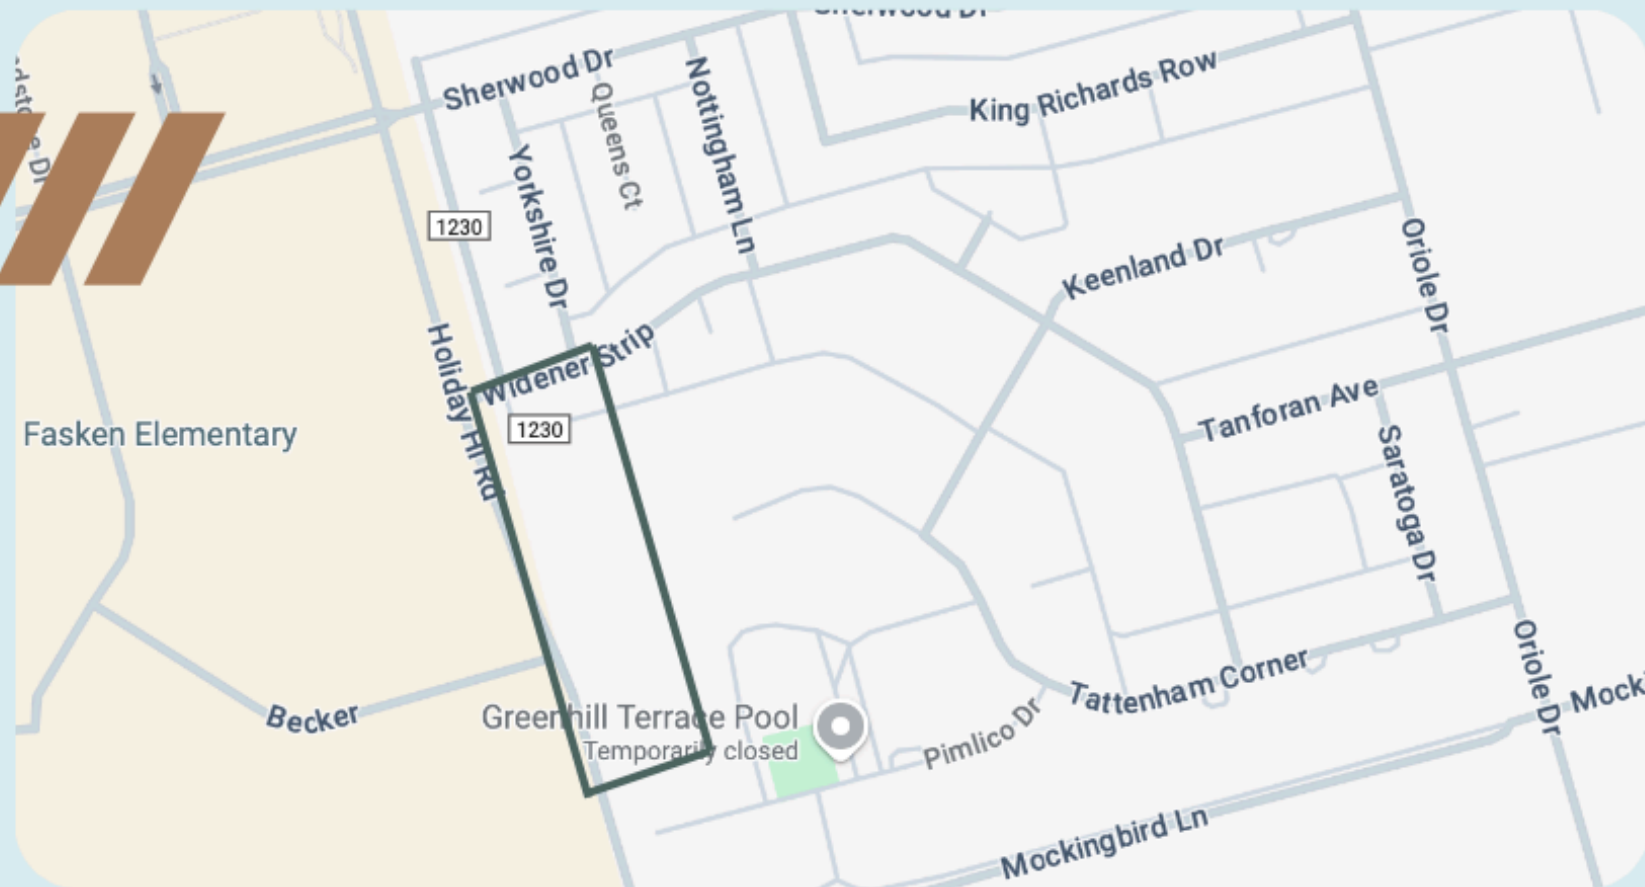 Sherwood Dr
Sherwood Dr
King Richards Row
Queens Ct
Nottingham Ln
Yorkshire Dr
1230
Oriole Dr
Keenland Dr
Holiday Hl Rd
Widener Strip
1230
Fasken Elementary
Tanforan Ave
Saratoga Dr
Becker
Greenhill Terrace Pool
Temporarily closed
Tattenham Corner
Pimlico Dr
Oriole Dr
Mockingbird Ln